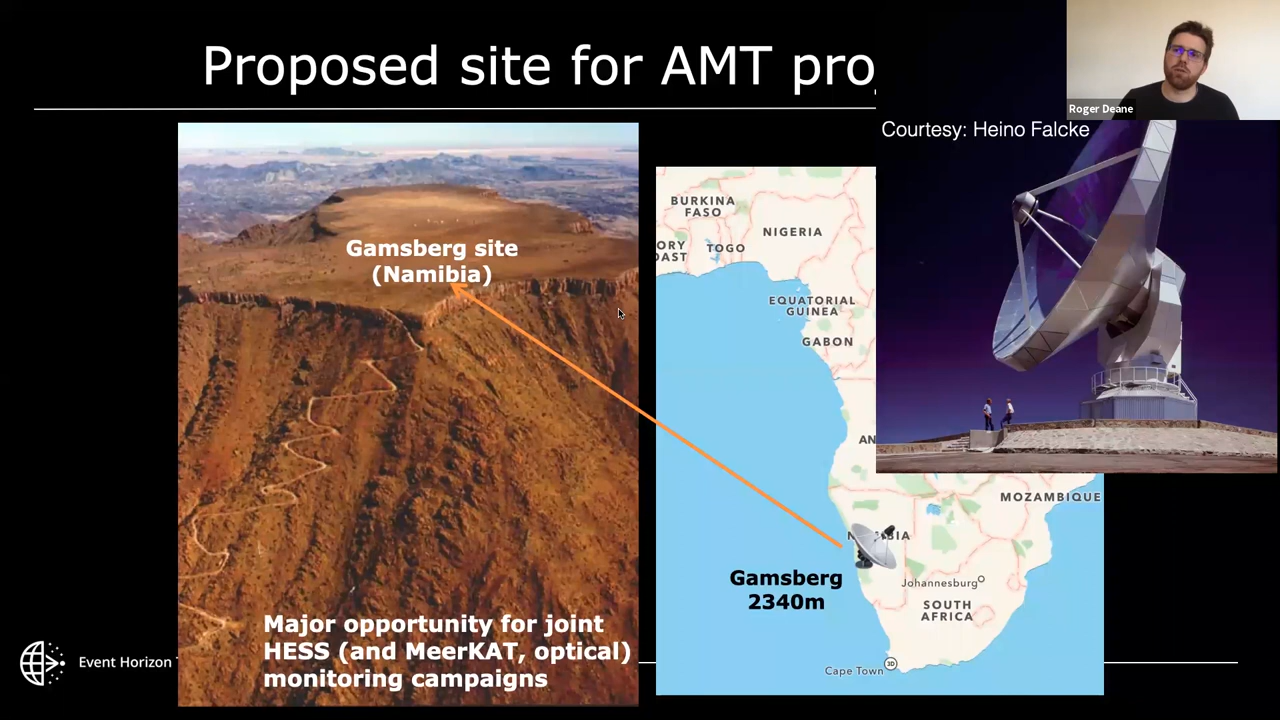 Proposed site for AMT
Roger Deane
Courtesy: Heino Falcke
Gamsberg site
(Namibia)
BURKINA
FASO
NIGERIA
TOGO
EQUATORIAL
GUINEA
GABON
MOZAMBIQUE
Gamsberg
2340m
Johannesburg
SOUTH
AFRICA
Cape Town
3D
Major opportunity for joint
HESS (and MeerKAT, optical)
monitoring campaigns
Event Horizon